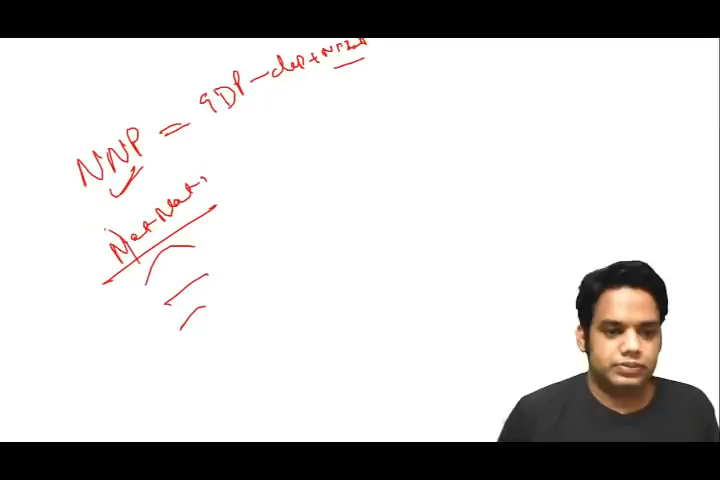 NNP = GDP - dep + NFIA
Net Nat.